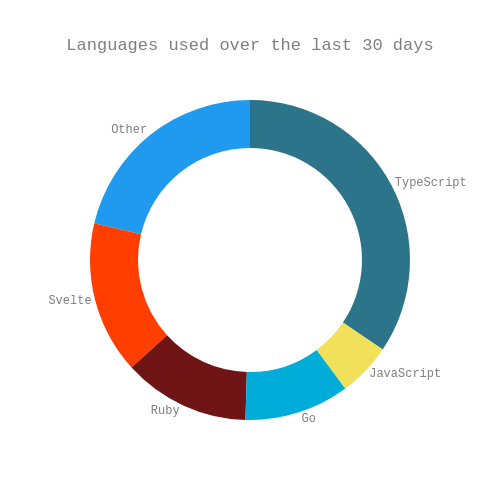 Languages used over the last 30 days
Other
TypeScript
Svelte
JavaScript
Ruby
Go